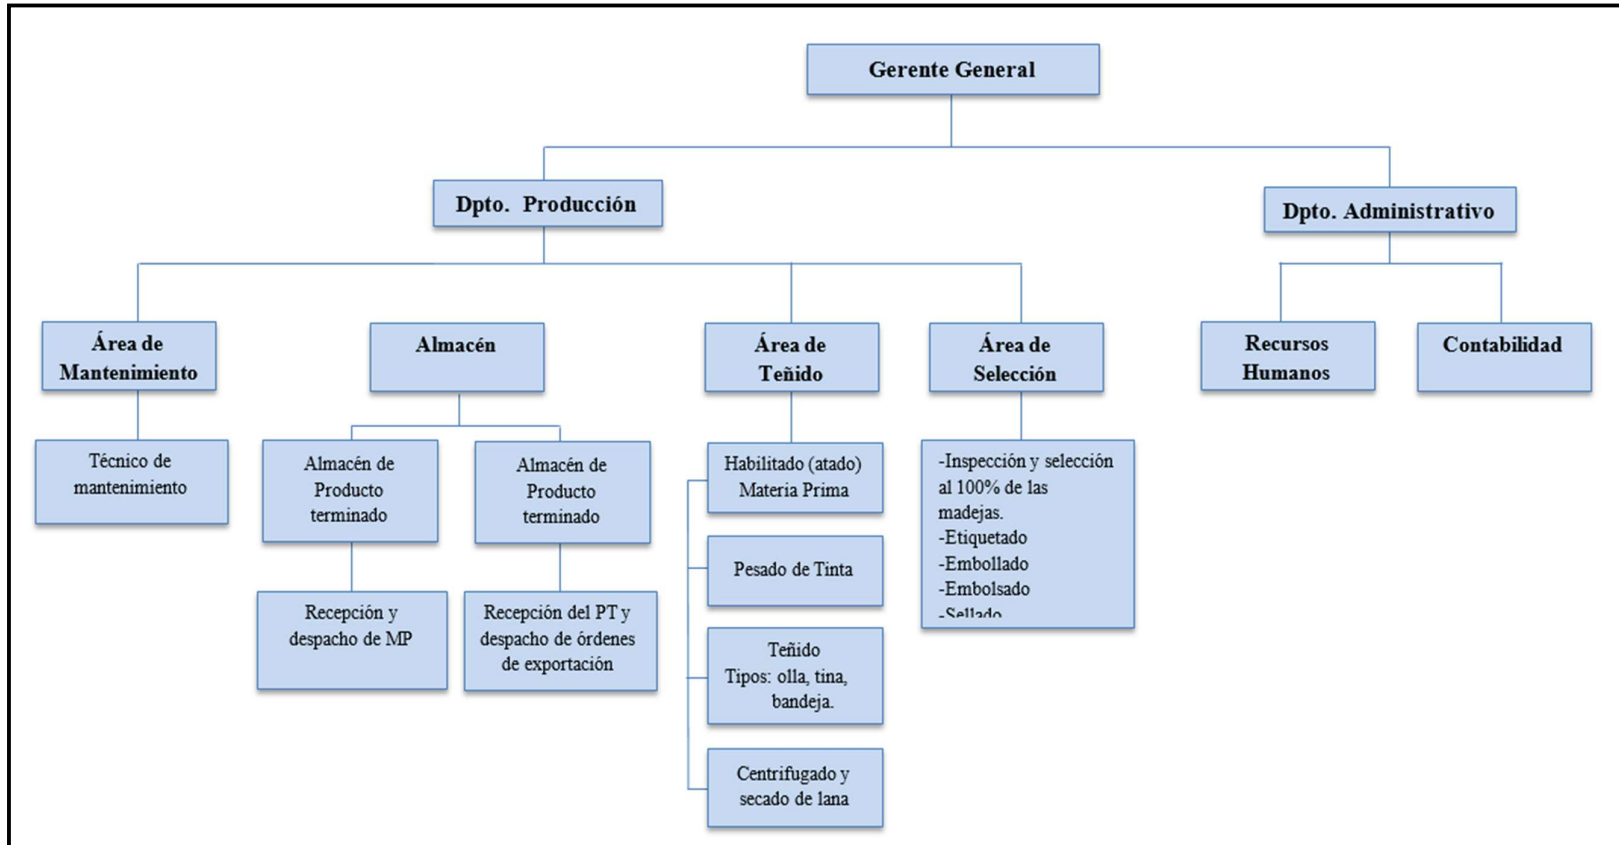 Gerente General
Dpto. Producción
Dpto. Administrativo
Área de
Mantenimiento
Almacén
Área de
Teñido
Área de
Selección
Recursos
Humanos
Contabilidad
Técnico de
mantenimiento
Almacén de
Producto
terminado
Almacén de
Producto
terminado
Habilitado (atado)
Materia Prima
-Inspección y selección
al 100% de las
madejas.
-Etiquetado
-Embollado
-Embolsado
-Sellado
Pesado de Tinta
Recepción y
despacho de MP
Recepción del PT y
despacho de órdenes
de exportación
Teñido
Tipos: olla, tina,
bandeja.
Centrifugado y
secado de lana